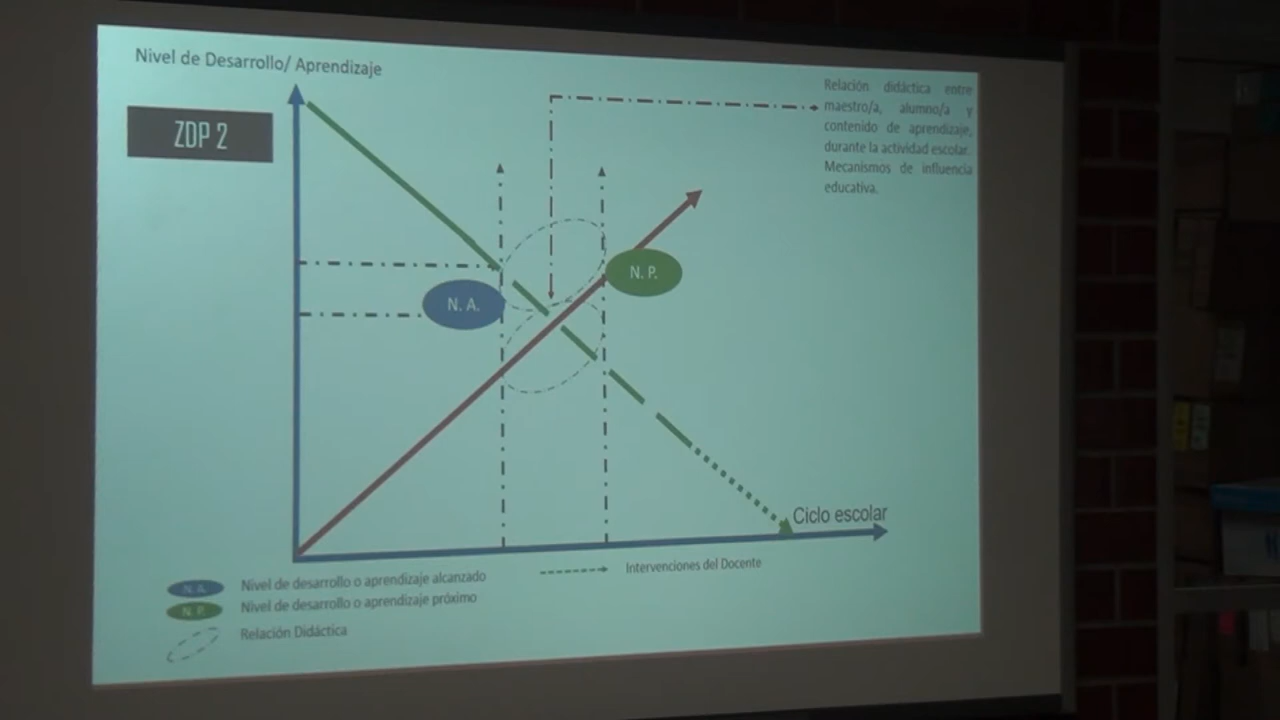 Nivel de Desarrollo/ Aprendizaje
ZDP 2
Relación didáctica entre
maestro/a, alumno/a y
contenido de aprendizaje,
durante la actividad escolar.
Mecanismos de influencia
educativa.
N. P.
N. A.
Ciclo escolar
Intervenciones del Docente
N. A. Nivel de desarrollo o aprendizaje alcanzado
N. P. Nivel de desarrollo o aprendizaje próximo
Relación Didáctica